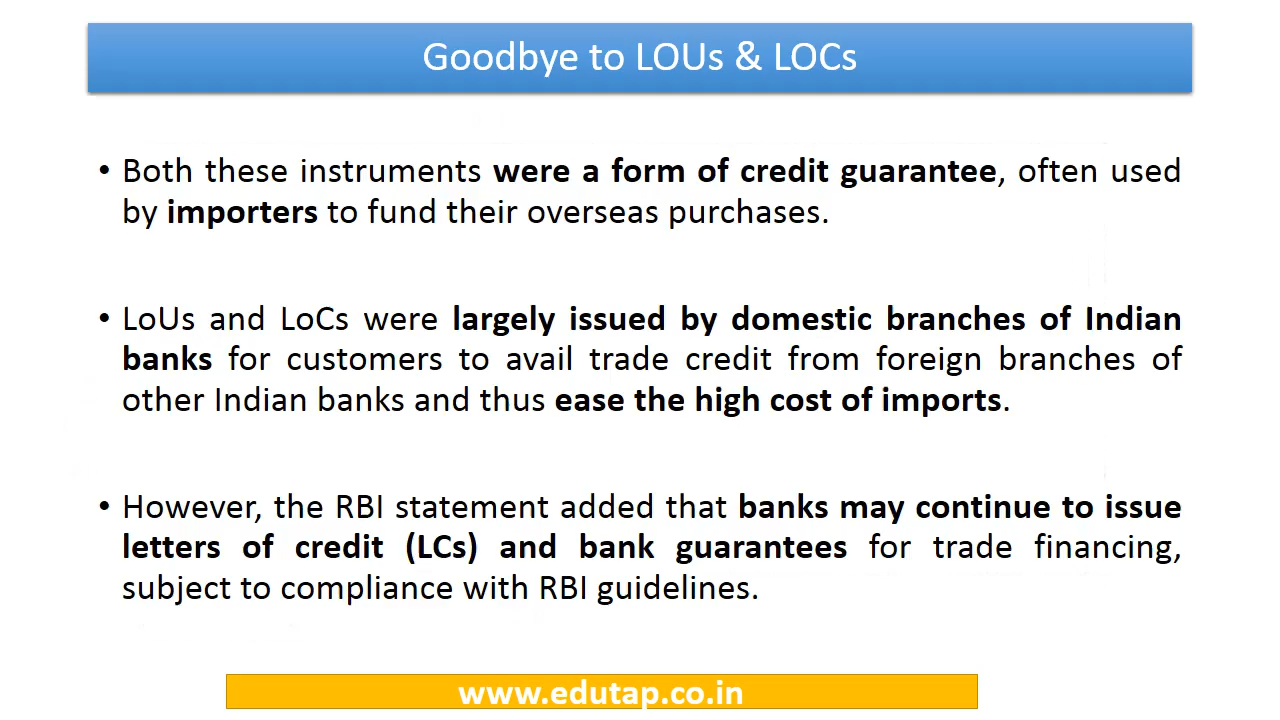 Goodbye to LOUs & LOCs
• Both these instruments were a form of credit guarantee, often used
by importers to fund their overseas purchases.
• LoUs and LoCs were largely issued by domestic branches of Indian
banks for customers to avail trade credit from foreign branches of
other Indian banks and thus ease the high cost of imports.
• However, the RBI statement added that banks may continue to issue
letters of credit (LCs) and bank guarantees for trade financing,
subject to compliance with RBI guidelines.
www.edutap.co.in